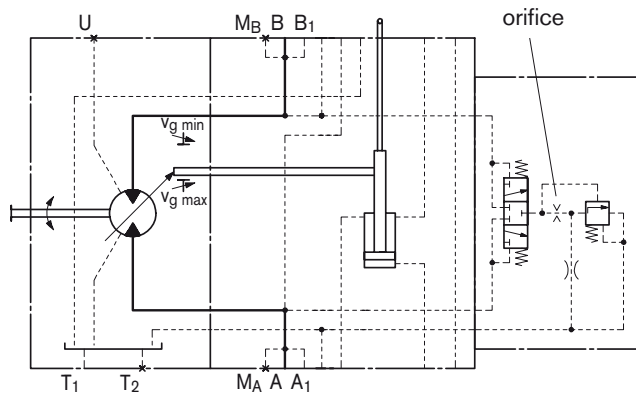 orifice
U
M_B B B_1
v_g min
v_g max
T_1 T_2
M_A A A_1